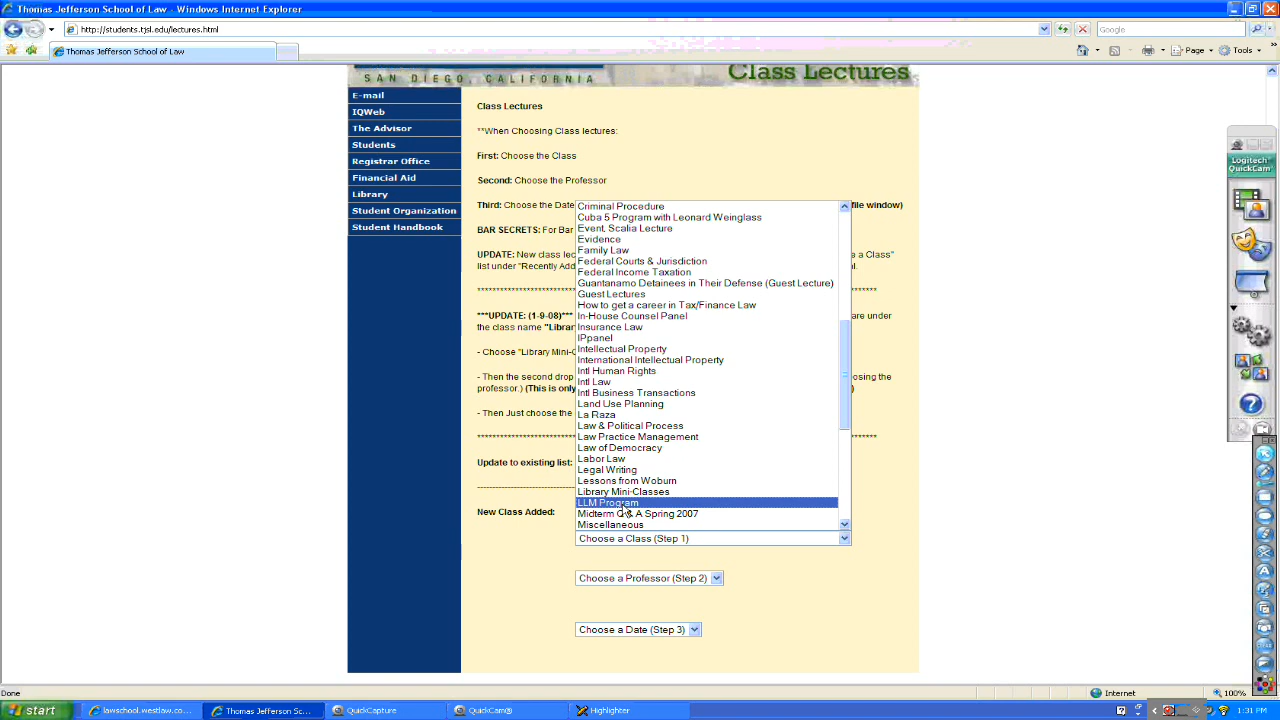 Thomas Jefferson School of Law - Windows Internet Explorer
http://students.tjsl.edu/lectures.html
Google
Thomas Jefferson School of Law
Page
Tools
SAN DIEGO, CALIFORNIA
Class Lectures
E-mail
IQWeb
The Advisor
Students
Registrar Office
Financial Aid
Library
Student Organization
Student Handbook
Class Lectures
**When Choosing Class lectures:
First: Choose the Class
Second: Choose the Professor
Third: Choose the Date
file window)
BAR SECRETS: For Bar
UPDATE: New class lec
e a Class"
list under "Recently Add
***UPDATE: (1-9-08)***
are under
the class name "Librar
- Choose "Library Mini-C
- Then the second drop
osing the
professor.) (This is only
- Then Just choose the
Update to existing list:
New Class Added:
Criminal Procedure
Cuba 5 Program with Leonard Weinglass
Event, Scalia Lecture
Evidence
Family Law
Federal Courts & Jurisdiction
Federal Income Taxation
Guantanamo Detainees in Their Defense (Guest Lecture)
Guest Lectures
How to get a career in Tax/Finance Law
In-House Counsel Panel
Insurance Law
IPpanel
Intellectual Property
International Intellectual Property
Intl Human Rights
Intl Law
Intl Business Transactions
Land Use Planning
La Raza
Law & Political Process
Law Practice Management
Law of Democracy
Labor Law
Legal Writing
Lessons from Woburn
Library Mini-Classes
LLM Program
Midterm Q & A Spring 2007
Miscellaneous
Choose a Class (Step 1)
Choose a Professor (Step 2)
Choose a Date (Step 3)
Logitech®
QuickCam®
Done
Internet
100%
start
lawschool.westlaw.co...
Thomas Jefferson Sc...
QuickCapture
QuickCam®
Highlighter
1:31 PM